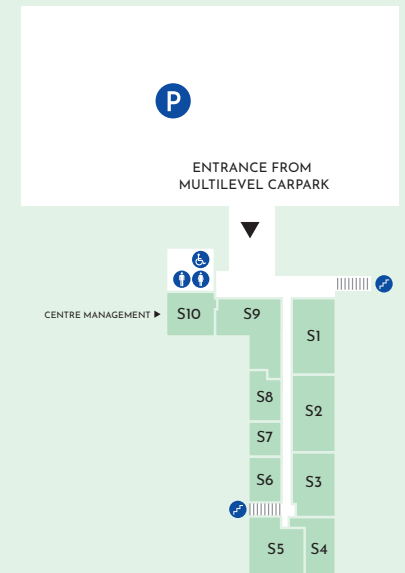 P
ENTRANCE FROM
MULTILEVEL CARPARK
CENTRE MANAGEMENT
S10
S9
S1
S8
S2
S7
S6
S3
S5
S4